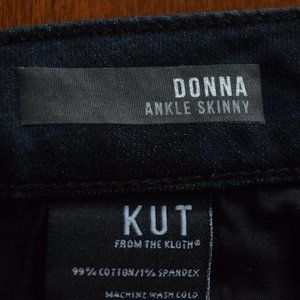 DONNA
ANKLE SKINNY
KUT
FROM THE KLOTH®
99% COTTON/1% SPANDEX
MACHINE WASH COLD